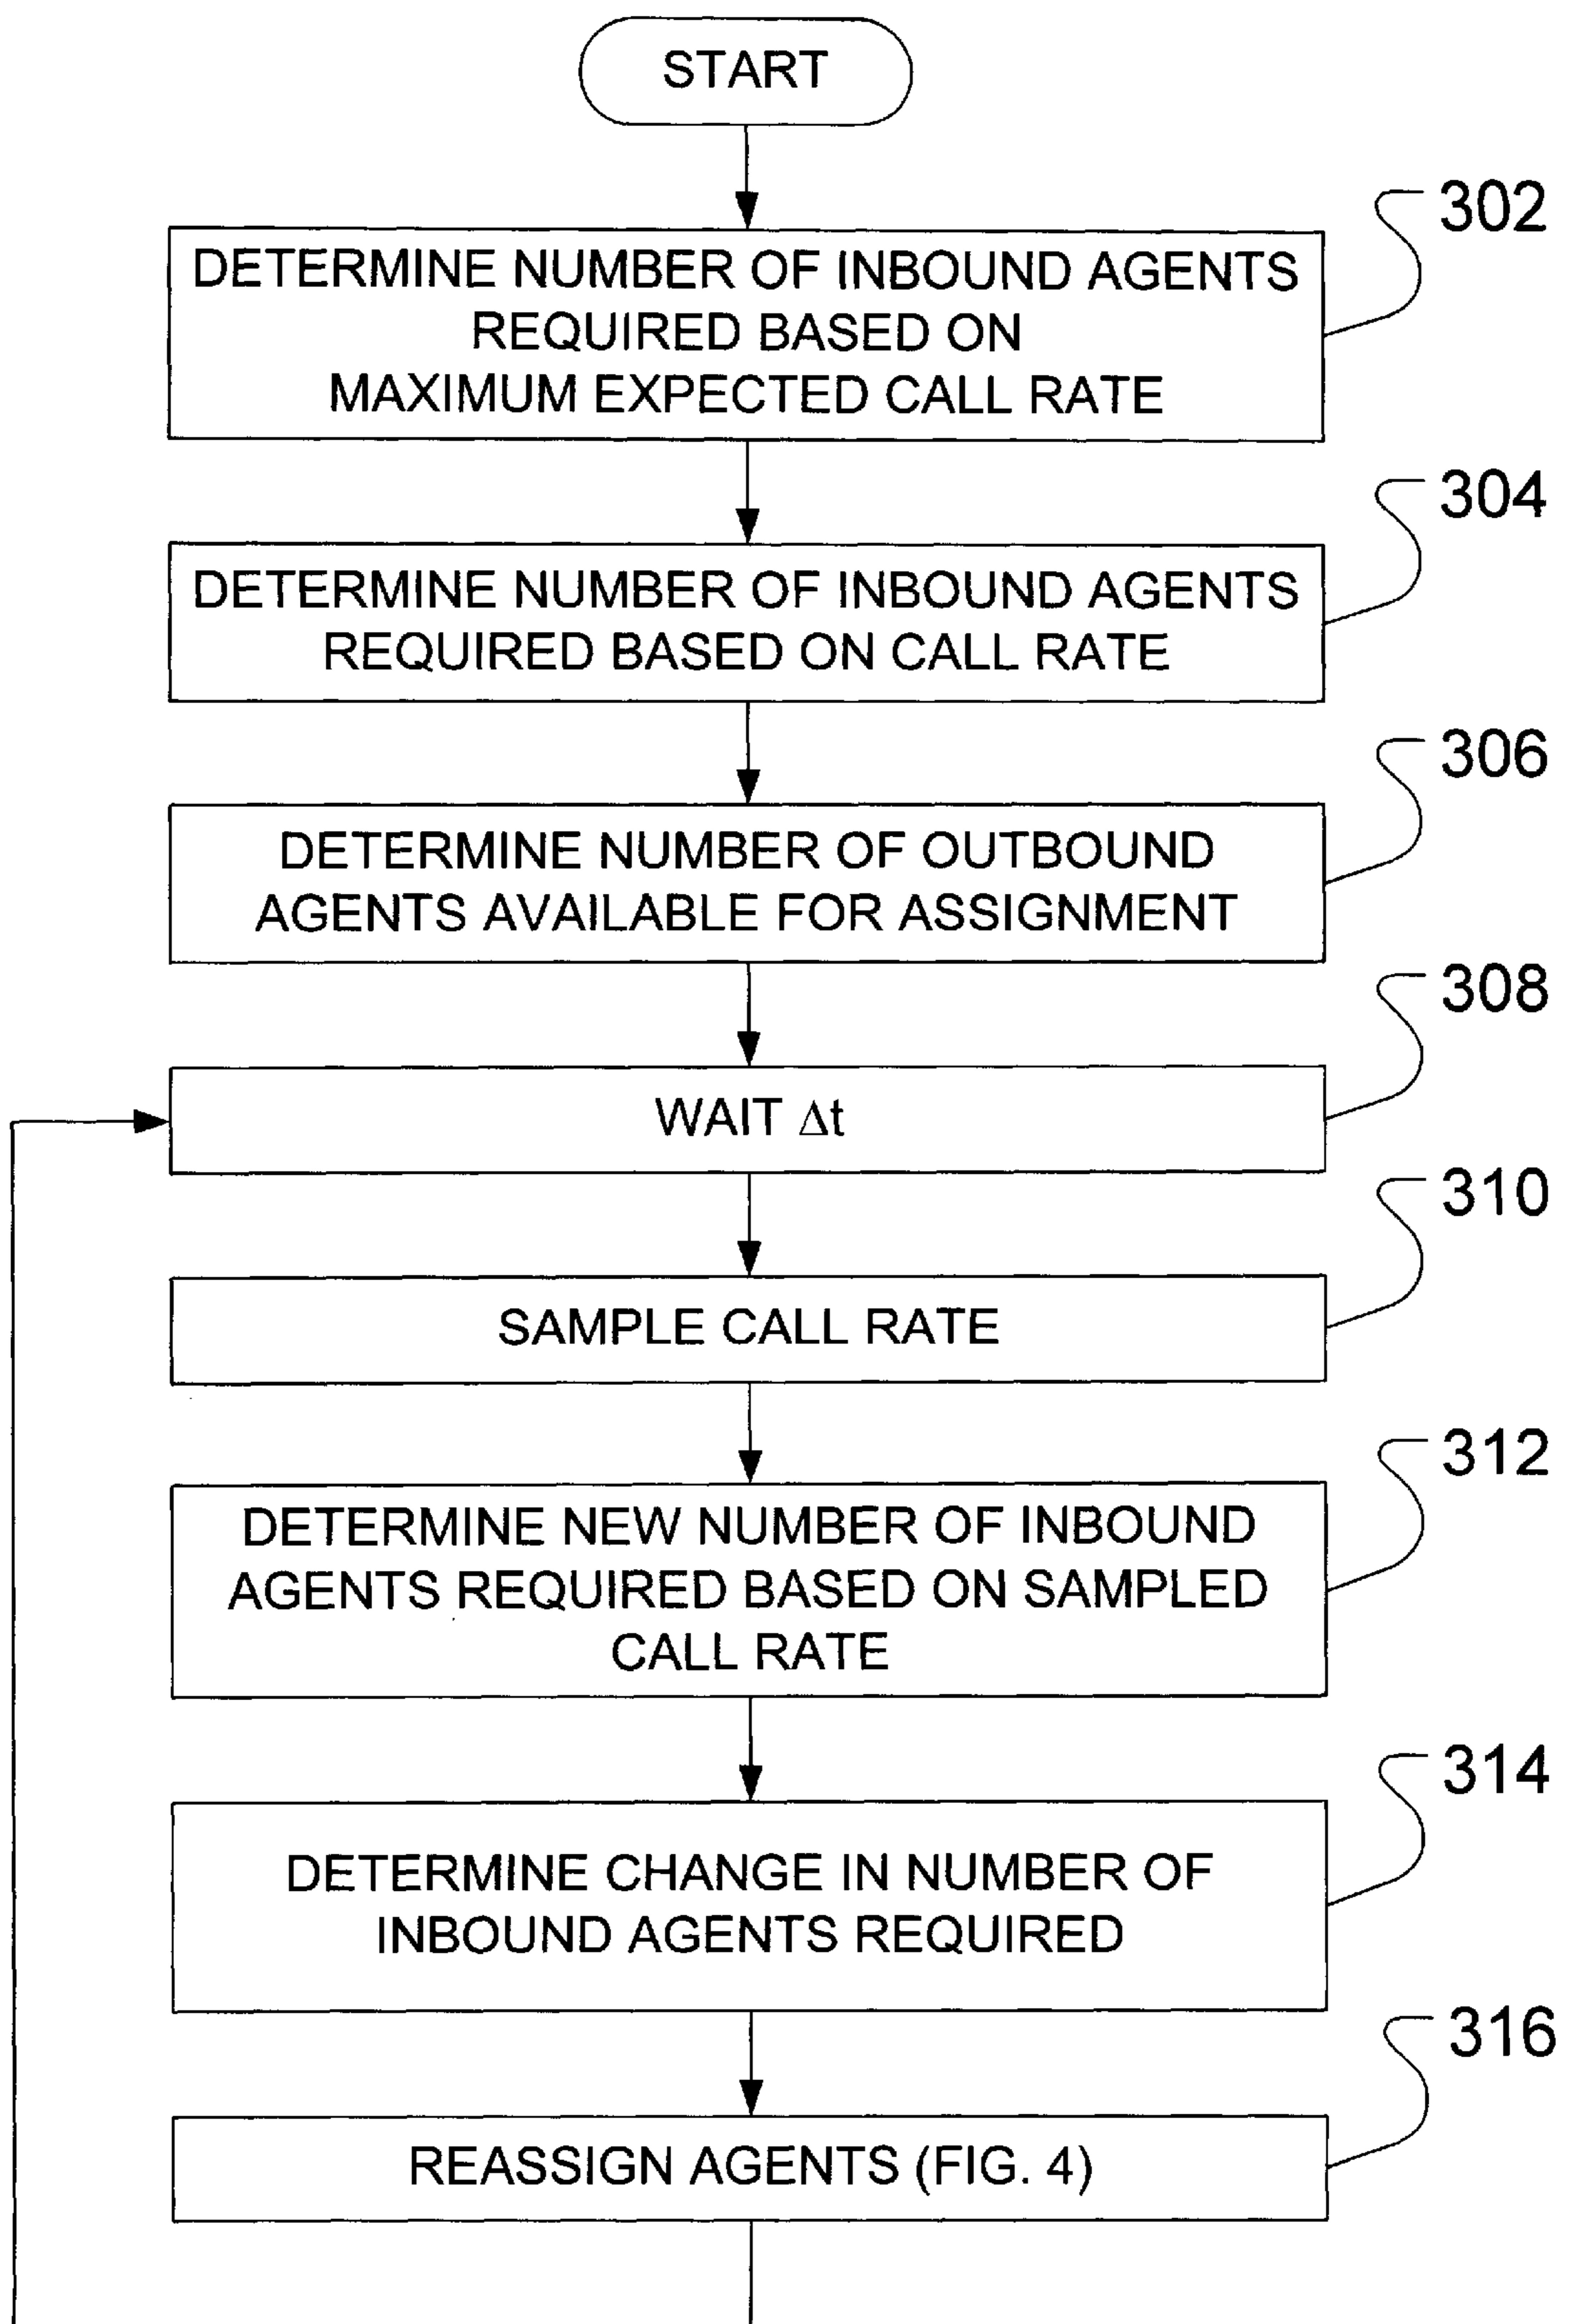 START
302
DETERMINE NUMBER OF INBOUND AGENTS
REQUIRED BASED ON
MAXIMUM EXPECTED CALL RATE
304
DETERMINE NUMBER OF INBOUND AGENTS
REQUIRED BASED ON CALL RATE
306
DETERMINE NUMBER OF OUTBOUND
AGENTS AVAILABLE FOR ASSIGNMENT
308
WAIT Δt
310
SAMPLE CALL RATE
312
DETERMINE NEW NUMBER OF INBOUND
AGENTS REQUIRED BASED ON SAMPLED
CALL RATE
314
DETERMINE CHANGE IN NUMBER OF
INBOUND AGENTS REQUIRED
316
REASSIGN AGENTS (FIG. 4)